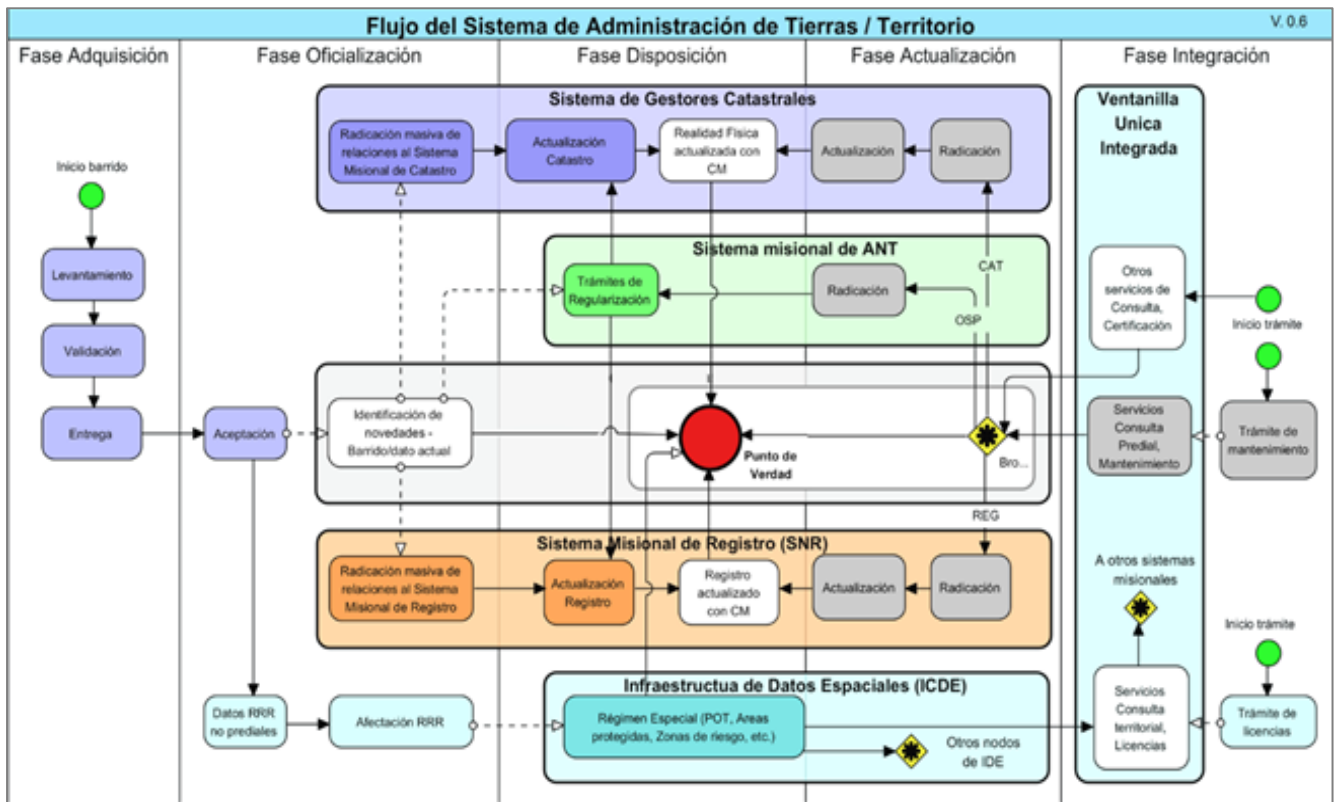 Flujo del Sistema de Administración de Tierras / Territorio
V. 0.6
Fase Adquisición
Fase Oficialización
Fase Disposición
Fase Actualización
Fase Integración
Sistema de Gestores Catastrales
Radicación masiva de
relaciones al Sistema
Misional de Catastro
Actualización
Catastro
Realidad Física
actualizada con
CM
Actualización
Radicación
Ventanilla
Unica
Integrada
Inicio barrido
Levantamiento
Validación
Entrega
Sistema misional de ANT
Trámites de
Regularización
Radicación
CAT
OSP
Otros
servicios de
Consulta,
Certificación
Inicio trámite
Aceptación
Identificación de
novedades -
Barrido/dato actual
Punto de
Verdad
Bro...
Servicios
Consulta
Predial,
Mantenimiento
Trámite de
mantenimiento
REG
Sistema Misional de Registro (SNR)
Radicación masiva de
relaciones al Sistema
Misional de Registro
Actualización
Registro
Registro
actualizado
con CM
Actualización
Radicación
A otros sistemas
misionales
Inicio trámite
Datos RRR
no prediales
Afectación RRR
Infraestructua de Datos Espaciales (ICDE)
Régimen Especial (POT, Areas
protegidas, Zonas de riesgo, etc.)
Otros nodos
de IDE
Servicios
Consulta
territorial,
Licencias
Trámite de
licencias